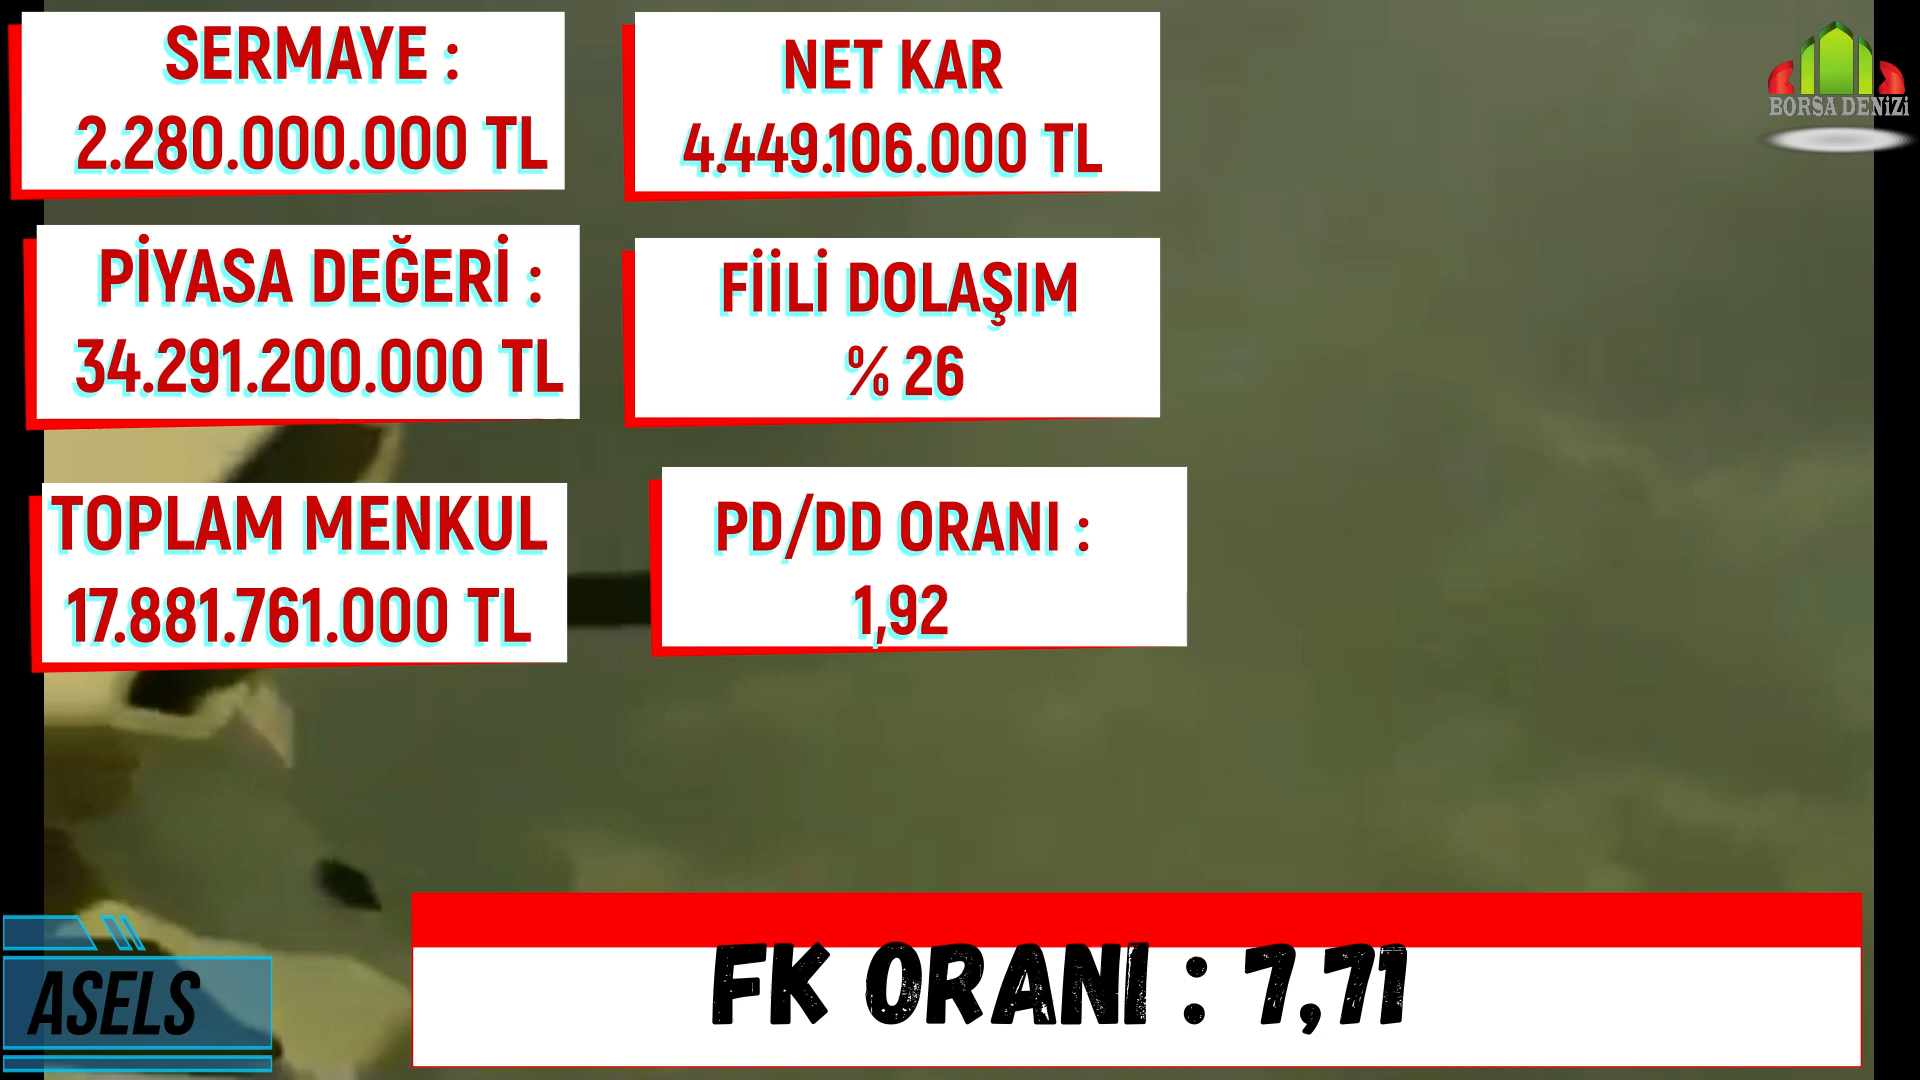 SERMAYE :
2.280.000.000 TL
NET KAR
4.449.106.000 TL
BORSA DENİZİ
PİYASA DEĞERİ :
34.291.200.000 TL
FİİLİ DOLAŞIM
% 26
TOPLAM MENKUL
17.881.761.000 TL
PD/DD ORANI :
1,92
FK ORANI : 7,71
ASELS